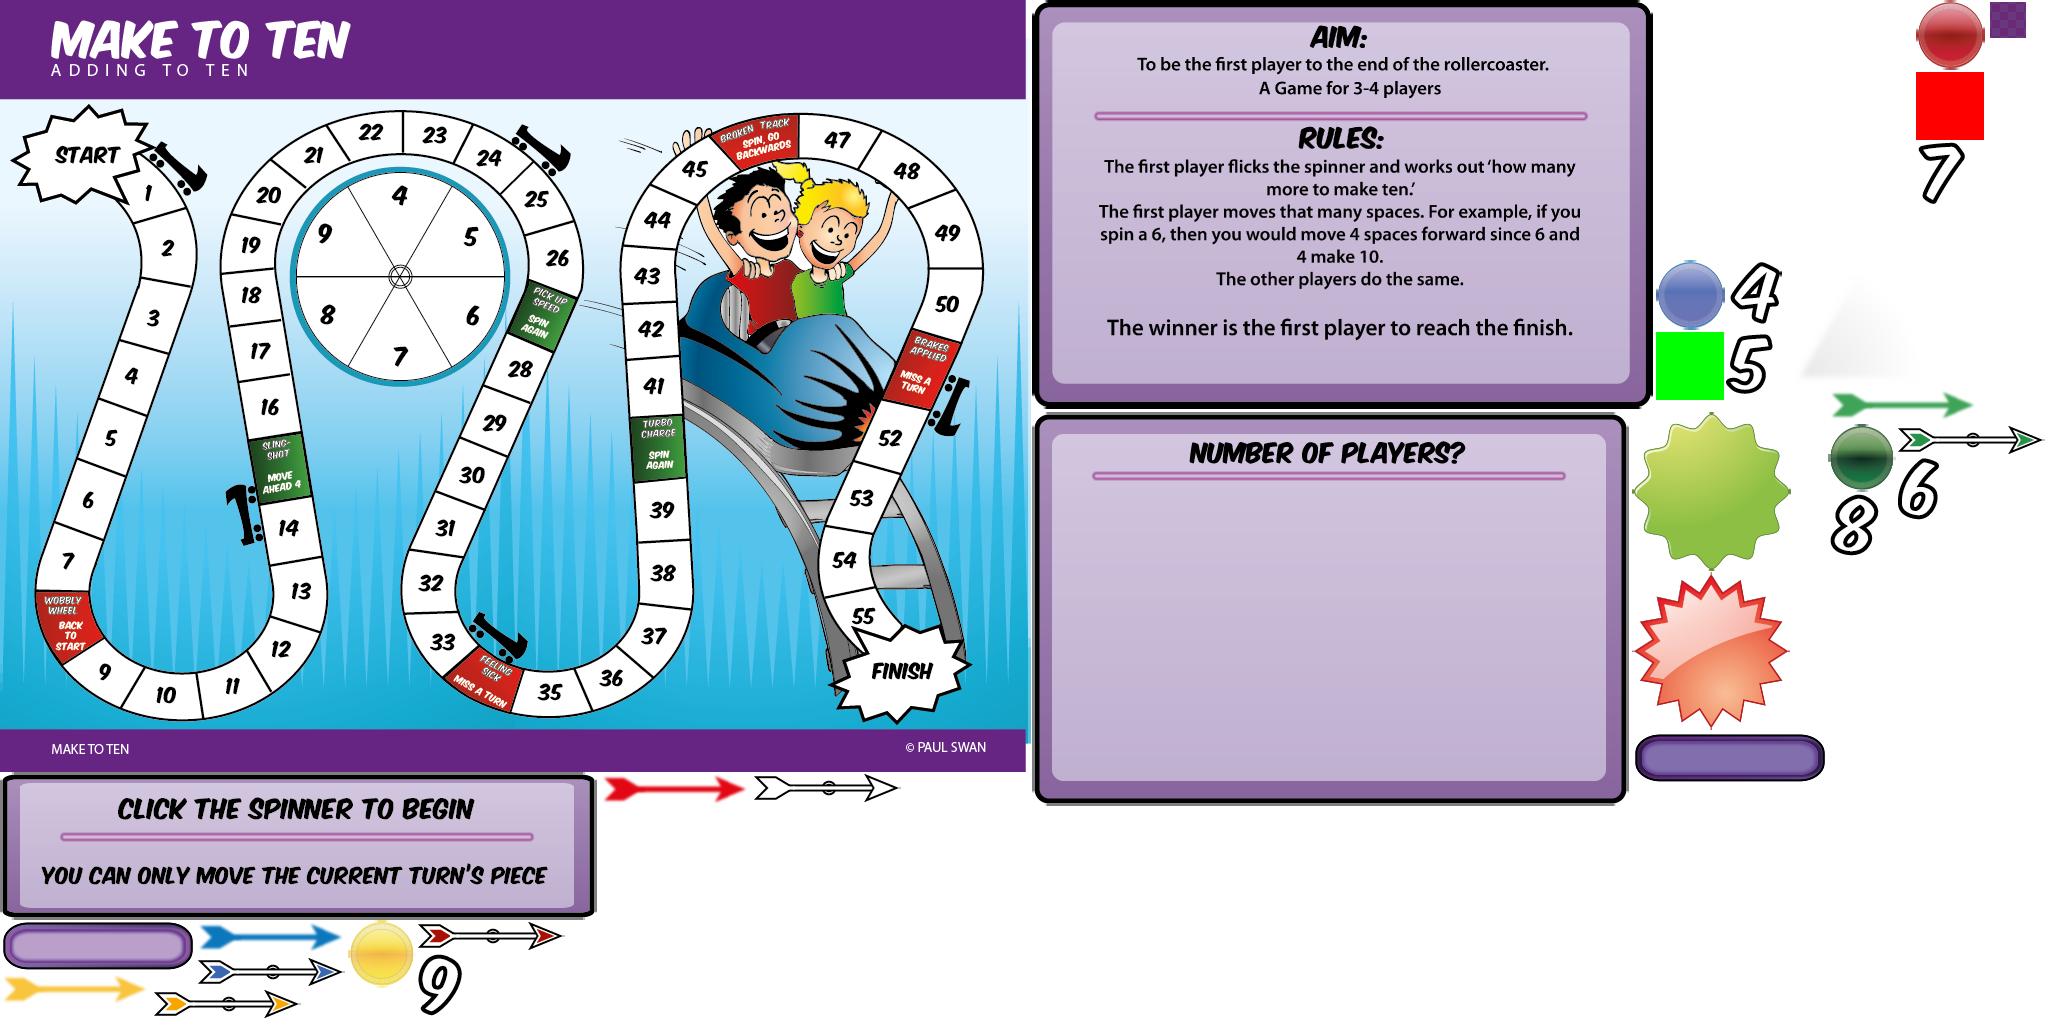 MAKE TO TEN
ADDING TO TEN
START
1
2
3
4
5
6
7
WOBBLY
WHEEL
BACK
TO
START
9
10
11
12
13
14
SLING-
SHOT
MOVE
AHEAD 4
16
17
18
19
20
21
22
23
24
25
26
PICK UP
SPEED
SPIN
AGAIN
28
29
30
31
32
33
FEELING
SICK
MISS A TURN
35
36
37
38
39
TURBO
CHARGE
SPIN
AGAIN
41
42
43
44
45
BROKEN TRACK
SPIN, GO
BACKWARDS
47
48
49
50
BRAKES
APPLIED
MISS A
TURN
52
53
54
55
FINISH
4
5
6
7
8
9
MAKE TO TEN
© PAUL SWAN
AIM:
To be the first player to the end of the rollercoaster.
A Game for 3-4 players
RULES:
The first player flicks the spinner and works out ‘how many
more to make ten.’
The first player moves that many spaces. For example, if you
spin a 6, then you would move 4 spaces forward since 6 and
4 make 10.
The other players do the same.
The winner is the first player to reach the finish.
NUMBER OF PLAYERS?
7
4
5
6
8
CLICK THE SPINNER TO BEGIN
YOU CAN ONLY MOVE THE CURRENT TURN'S PIECE
9